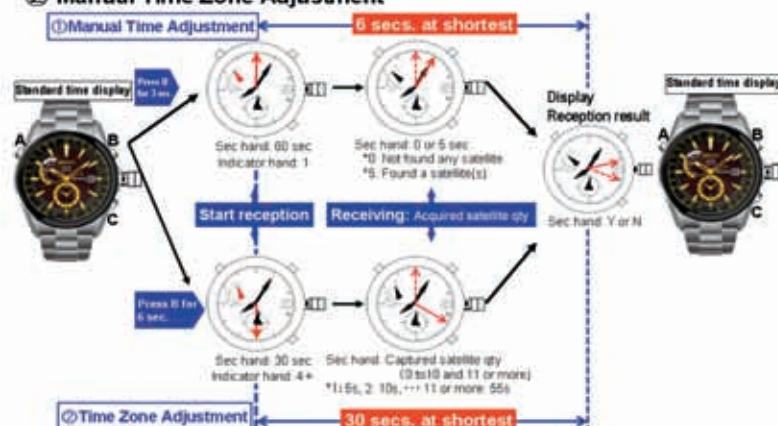 ② Manual Time Zone Adjustment
①Manual Time Adjustment
6 secs. at shortest
Standard time display
Press B
for 3 sec.
A
B
C
Sec hand: 60 sec
Indicator hand: 1
Sec hand: 0 or 5 sec
*0: Not found any satellite
*5: Found a satellite(s)
Display
Reception result
Sec hand: Y or N
Standard time display
A
B
C
Start reception
Receiving: Acquired satellite qty
Press B for
6 sec.
Sec hand: 30 sec
Indicator hand: 4+
Sec hand: Captured satellite qty
(0 to10 and 11 or more)
*1: 5s, 2: 10s, ··· 11 or more: 55s
②Time Zone Adjustment
30 secs. at shortest